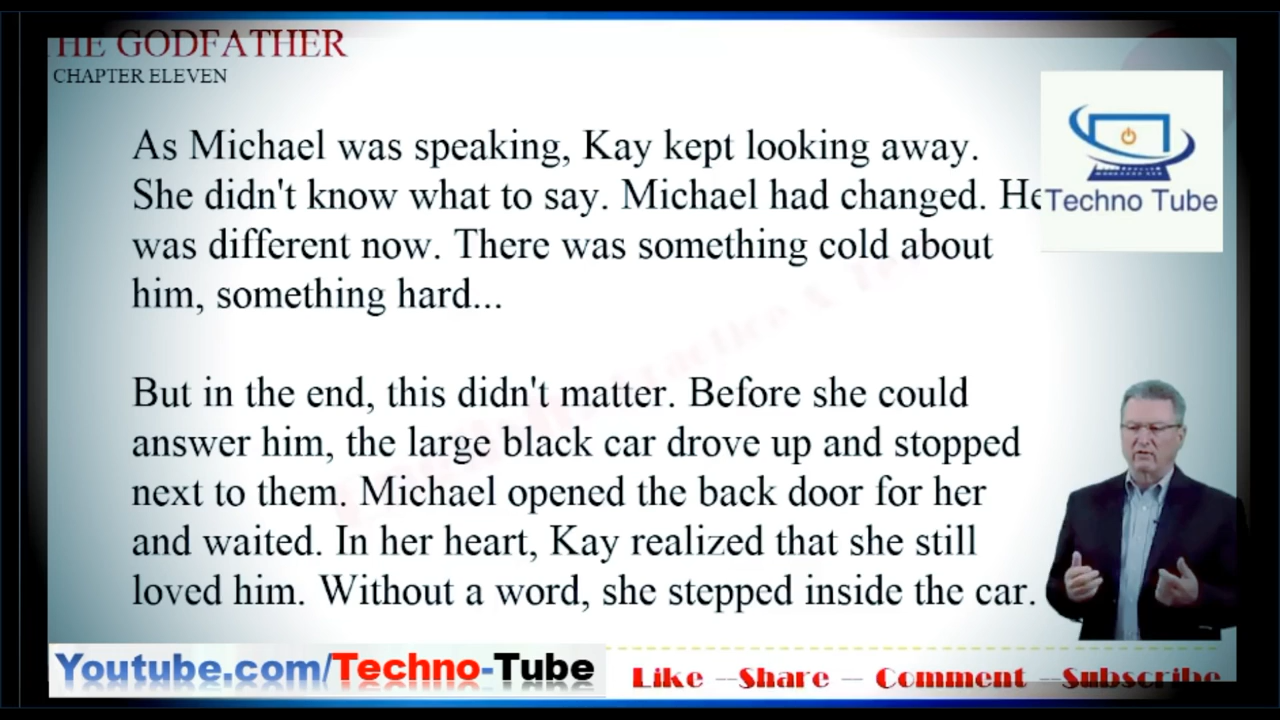 THE GODFATHER
CHAPTER ELEVEN
As Michael was speaking, Kay kept looking away.
She didn't know what to say. Michael had changed. He
was different now. There was something cold about
him, something hard...
Techno Tube
But in the end, this didn't matter. Before she could
answer him, the large black car drove up and stopped
next to them. Michael opened the back door for her
and waited. In her heart, Kay realized that she still
loved him. Without a word, she stepped inside the car.
Youtube.com/Techno-Tube
Like --Share -- Comment --Subscribe